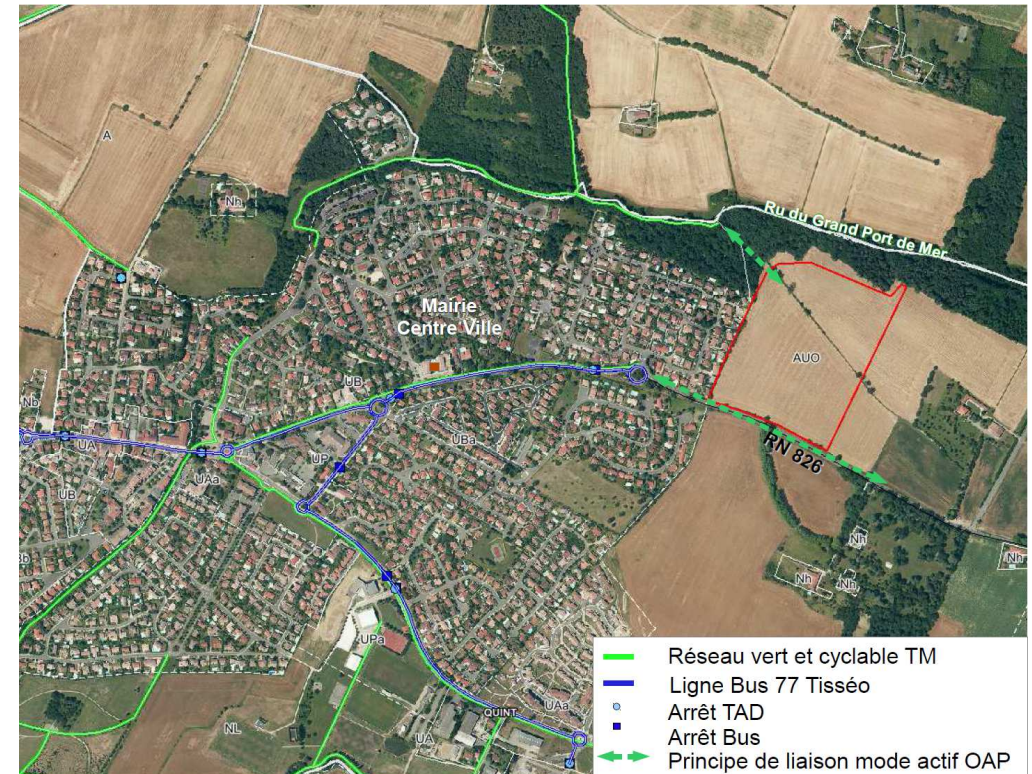 A
Nh
Ru du Grand Port de Mer
Mairie
Centre Ville
AUO
Nb
UB
UA
UBa
UP
RN 826
UAa
UB
Nh
Nh
Nh
Nh
UPa
NL
QUINT
UAa
UA
Réseau vert et cyclable TM
Ligne Bus 77 Tisséo
Arrêt TAD
Arrêt Bus
Principe de liaison mode actif OAP